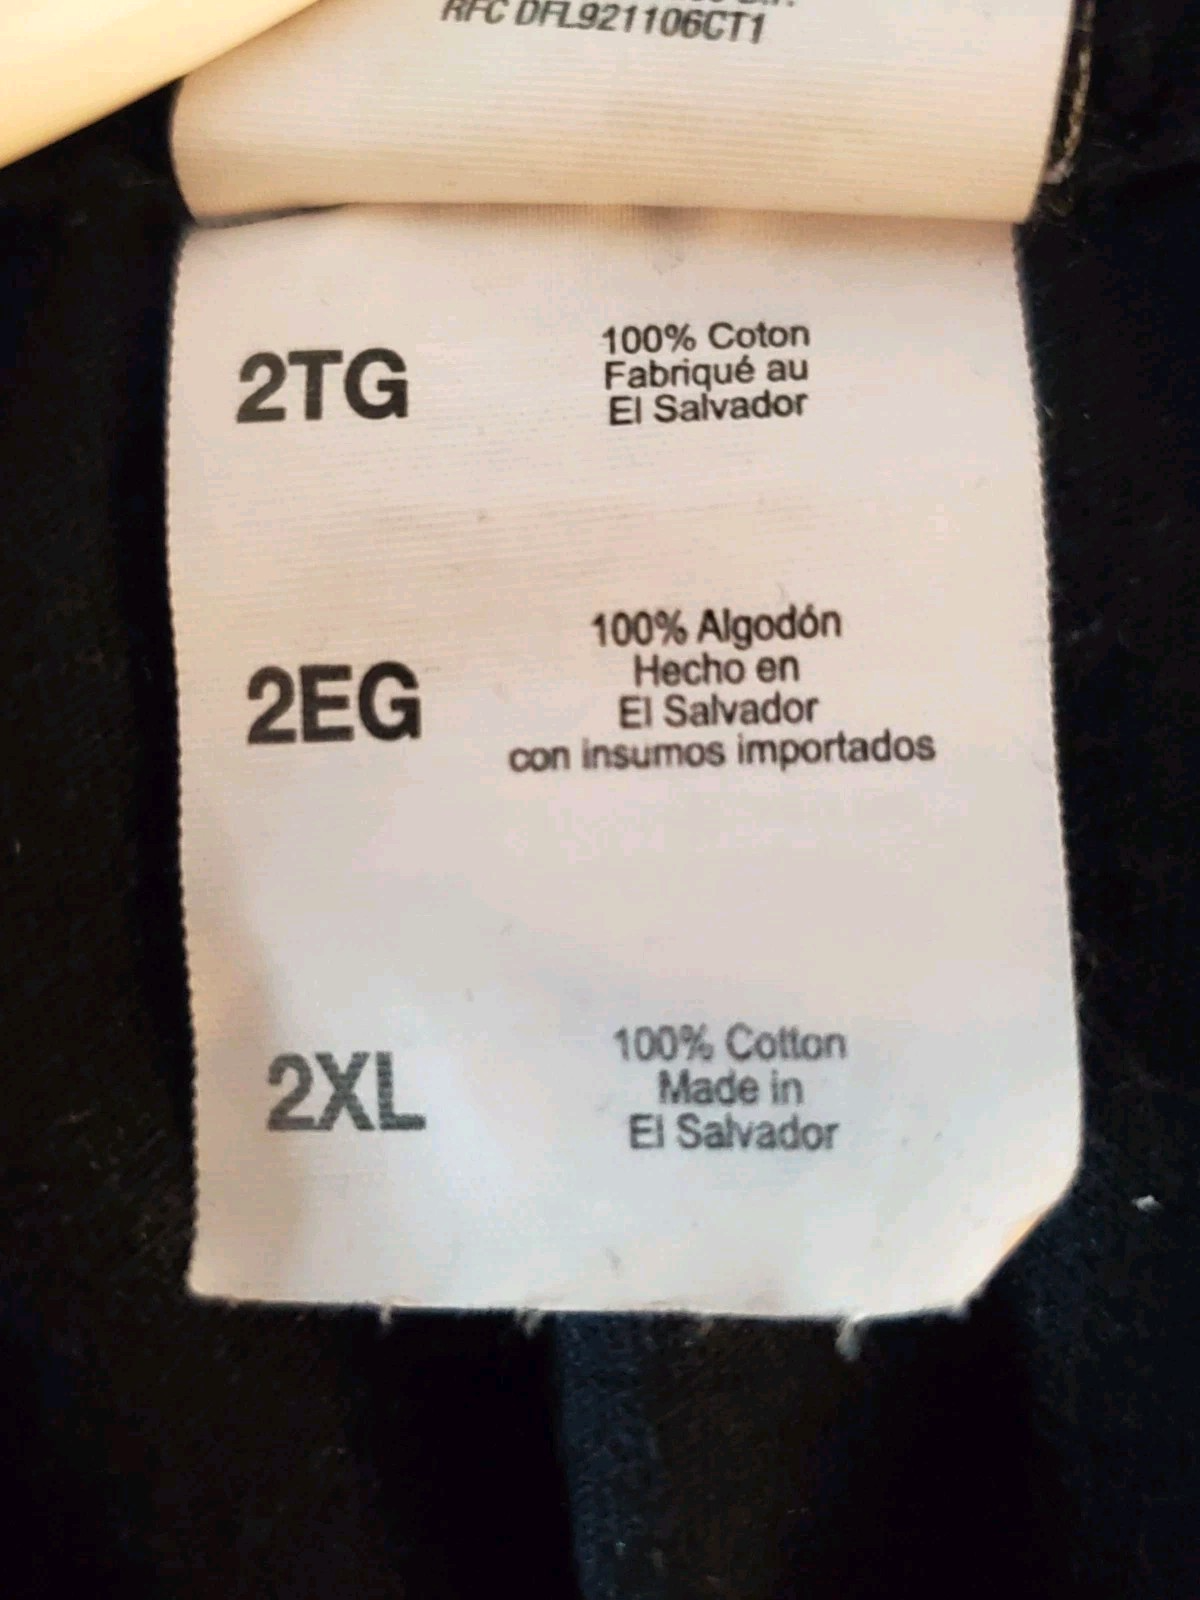 RFC DFL921106CT1
2TG
100% Coton
Fabriqué au
El Salvador
2EG
100% Algodón
Hecho en
El Salvador
con insumos importados
2XL
100% Cotton
Made in
El Salvador